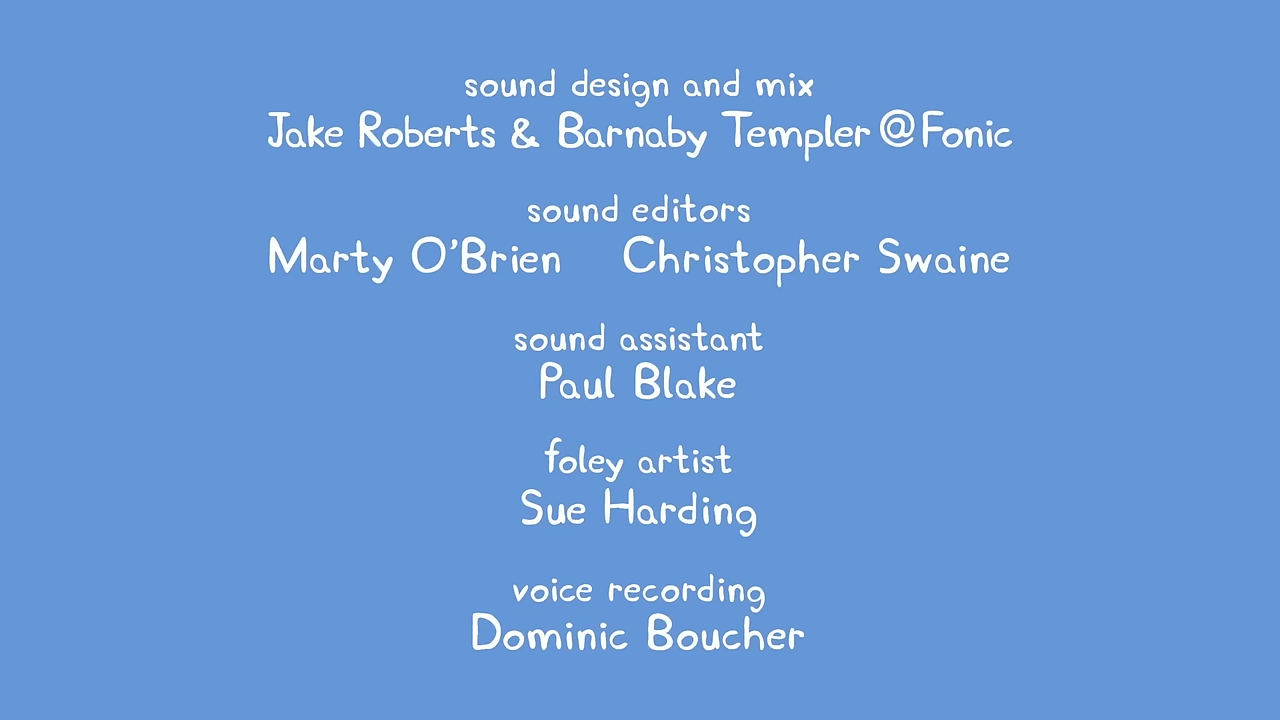 sound design and mix
Jake Roberts & Barnaby Templer @ Fonic
sound editors
Marty O'Brien Christopher Swaine
sound assistant
Paul Blake
foley artist
Sue Harding
voice recording
Dominic Boucher